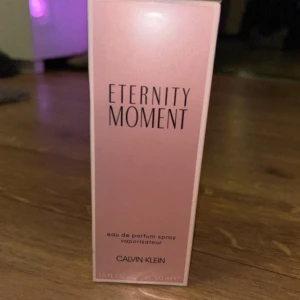 ETERNITY
MOMENT
eau de parfum spray
vaporisateur
CALVIN KLEIN